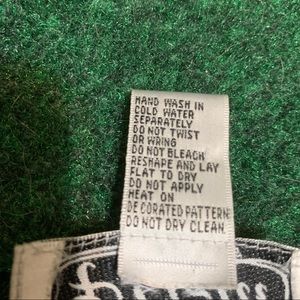 HAND WASH IN
COLD WATER
SEPARATELY
DO NOT TWIST
OR WRING
DO NOT BLEACH
RESHAPE AND LAY
FLAT TO DRY
DO NOT APPLY
HEAT ON
DECORATED PATTERN
DO NOT DRY CLEAN